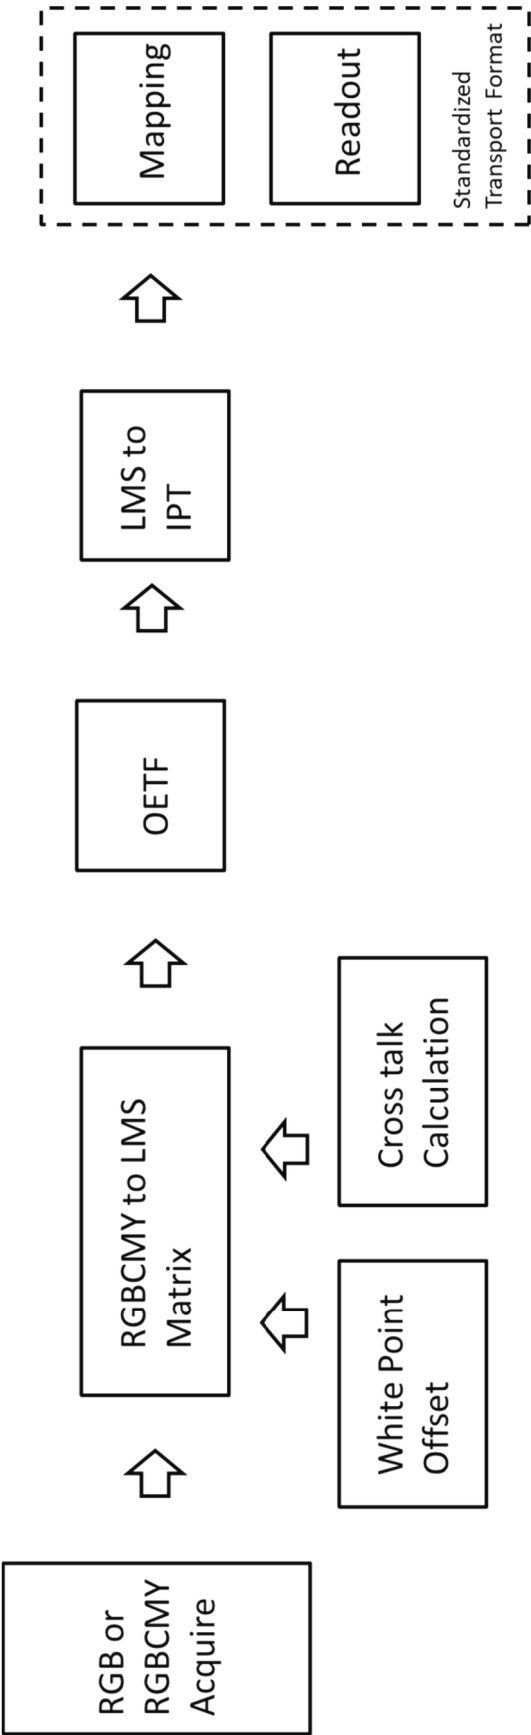 RGB or
RGBCMY
Acquire
RGBCMY to LMS
Matrix
White Point
Offset
Cross talk
Calculation
OETF
LMS to
IPT
Mapping
Readout
Standardized
Transport Format